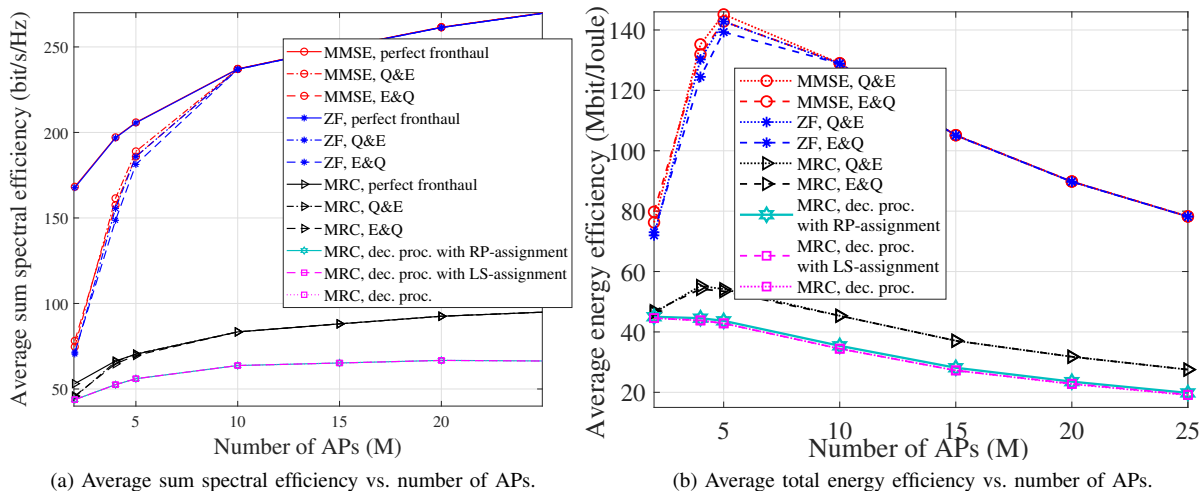 Average sum spectral efficiency (bit/s/Hz)
250
200
150
100
50
5
10
15
20
Number of APs (M)
MMSE, perfect fronthaul
MMSE, Q&E
MMSE, E&Q
ZF, perfect fronthaul
ZF, Q&E
ZF, E&Q
MRC, perfect fronthaul
MRC, Q&E
MRC, E&Q
MRC, dec. proc. with RP-assignment
MRC, dec. proc. with LS-assignment
MRC, dec. proc.
(a) Average sum spectral efficiency vs. number of APs.
Average energy efficiency (Mbit/Joule)
140
120
100
80
60
40
20
5
10
15
20
25
Number of APs (M)
MMSE, Q&E
MMSE, E&Q
ZF, Q&E
ZF, E&Q
MRC, Q&E
MRC, E&Q
MRC, dec. proc.
with RP-assignment
MRC, dec. proc.
with LS-assignment
MRC, dec. proc.
(b) Average total energy efficiency vs. number of APs.